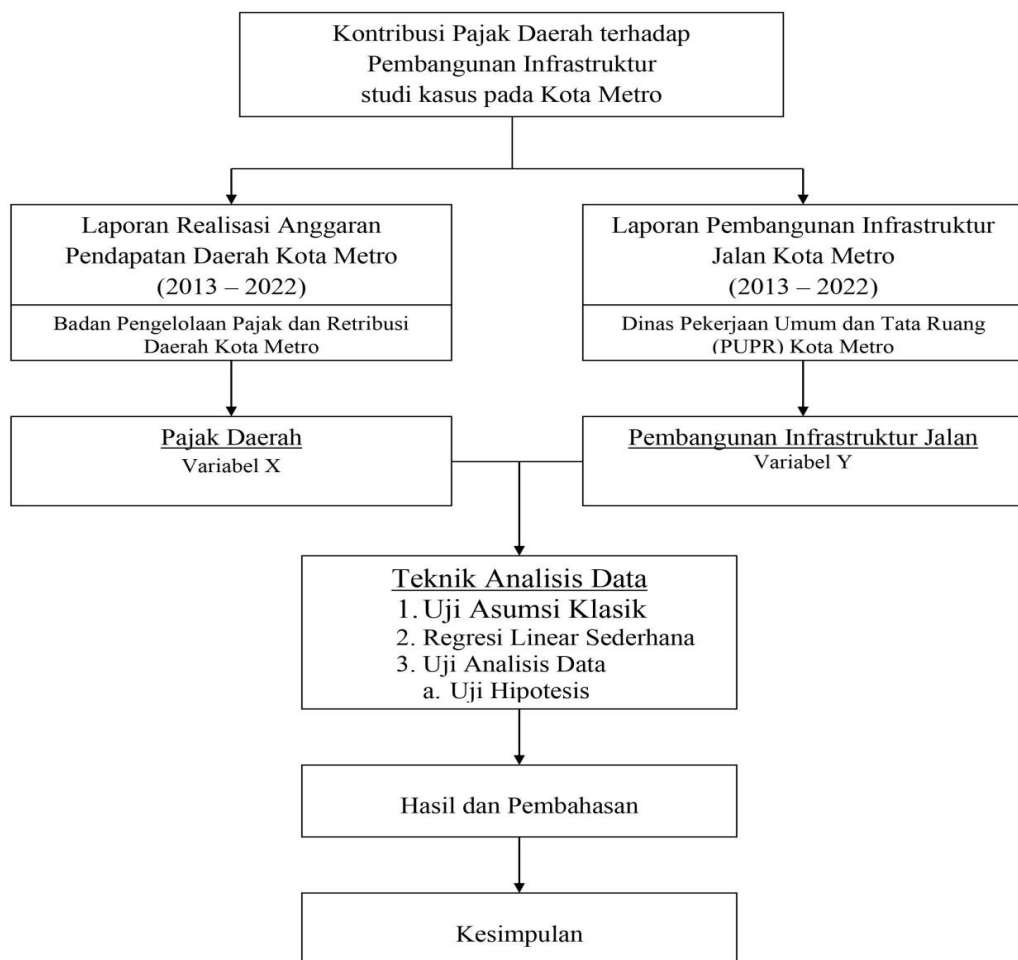 Kontribusi Pajak Daerah terhadap
Pembangunan Infrastruktur
studi kasus pada Kota Metro
Laporan Realisasi Anggaran
Pendapatan Daerah Kota Metro
(2013 – 2022)
Badan Pengelolaan Pajak dan Retribusi
Daerah Kota Metro
Laporan Pembangunan Infrastruktur
Jalan Kota Metro
(2013 – 2022)
Dinas Pekerjaan Umum dan Tata Ruang
(PUPR) Kota Metro
Pajak Daerah
Variabel X
Pembangunan Infrastruktur Jalan
Variabel Y
Teknik Analisis Data
1. Uji Asumsi Klasik
2. Regresi Linear Sederhana
3. Uji Analisis Data
a. Uji Hipotesis
Hasil dan Pembahasan
Kesimpulan